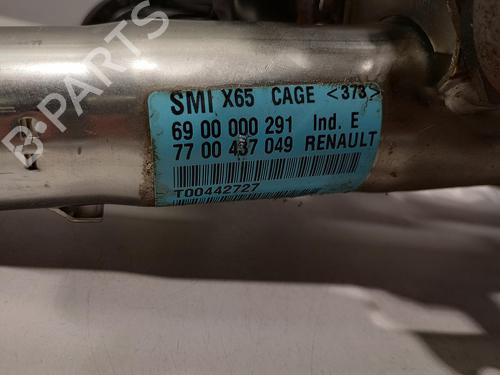 B-PARTS
SMI X65 CAGE <373>
69 00 000 291 Ind. E
77 00 437 049 RENAULT
T00442727